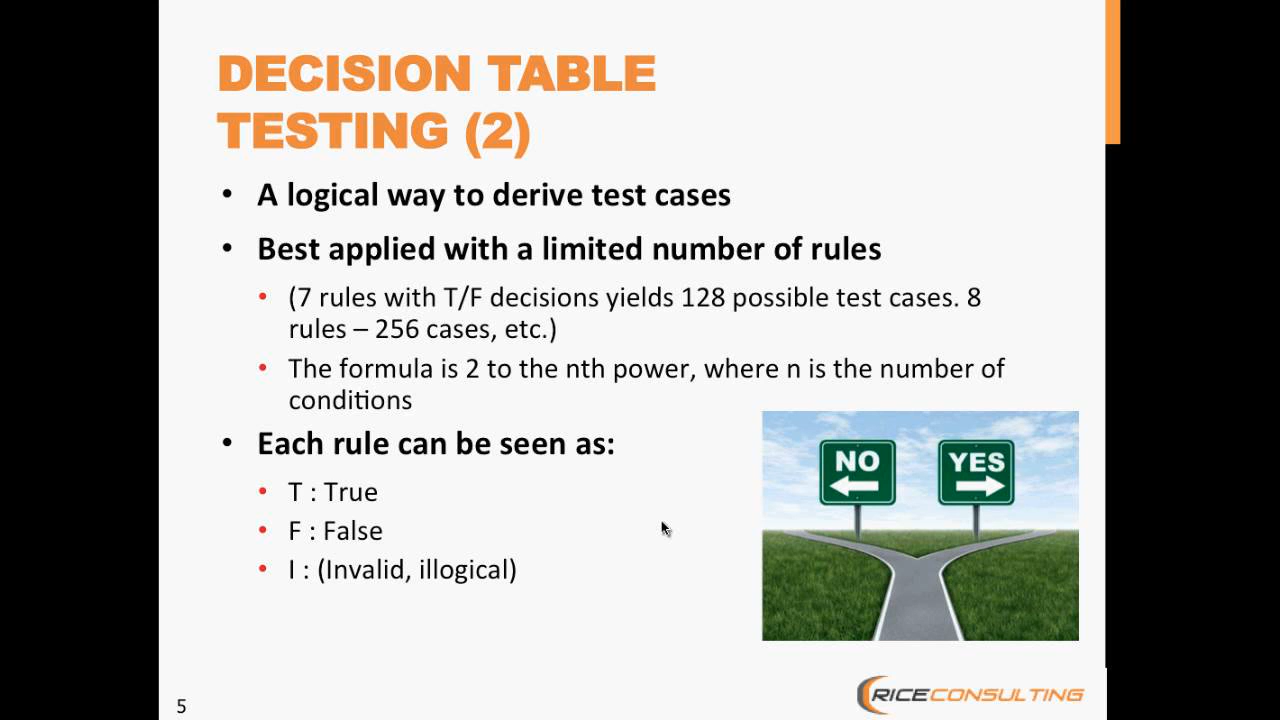 DECISION TABLE
TESTING (2)
• A logical way to derive test cases
• Best applied with a limited number of rules
• (7 rules with T/F decisions yields 128 possible test cases. 8
rules – 256 cases, etc.)
• The formula is 2 to the nth power, where n is the number of
conditions
• Each rule can be seen as:
• T : True
• F : False
• I : (Invalid, illogical)
NO
YES
5
RICECONSULTING